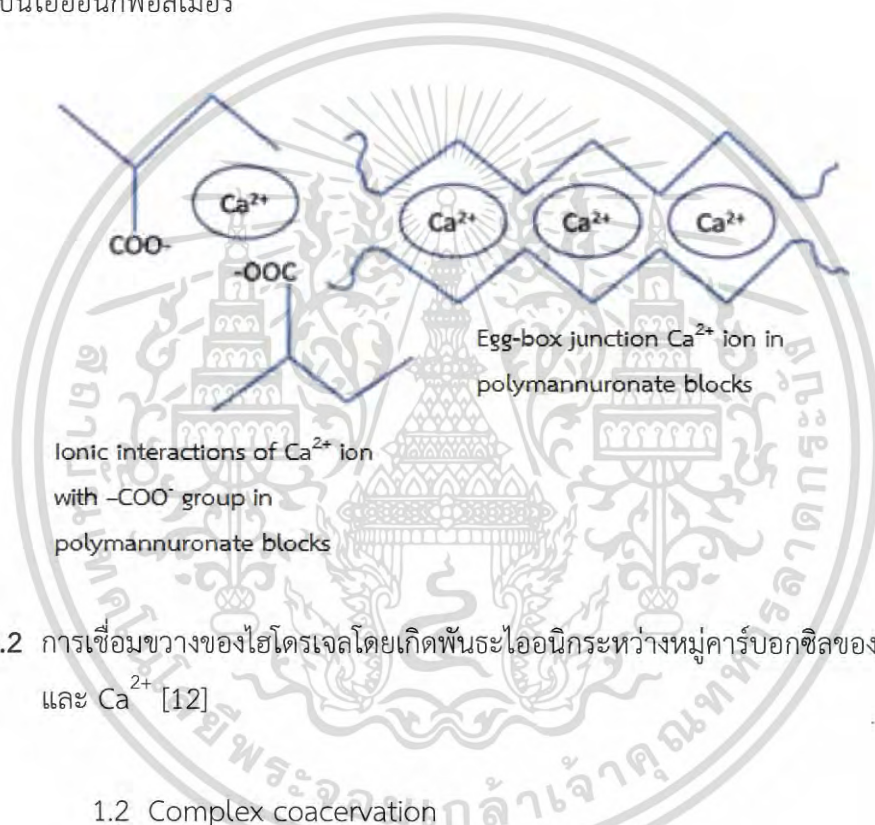 COO-
Ca²⁺
-OOC
Ca²⁺ Ca²⁺ Ca²⁺
Egg-box junction Ca²⁺ ion in
polymannuronate blocks
Ionic interactions of Ca²⁺ ion
with –COO⁻ group in
polymannuronate blocks
.2 การเชื่อมขวางของไฮโดรเจลโดยเกิดพันธะไอออนิกระหว่างหมู่คาร์บอกซิลของ
และ Ca²⁺ [12]
1.2 Complex coacervation